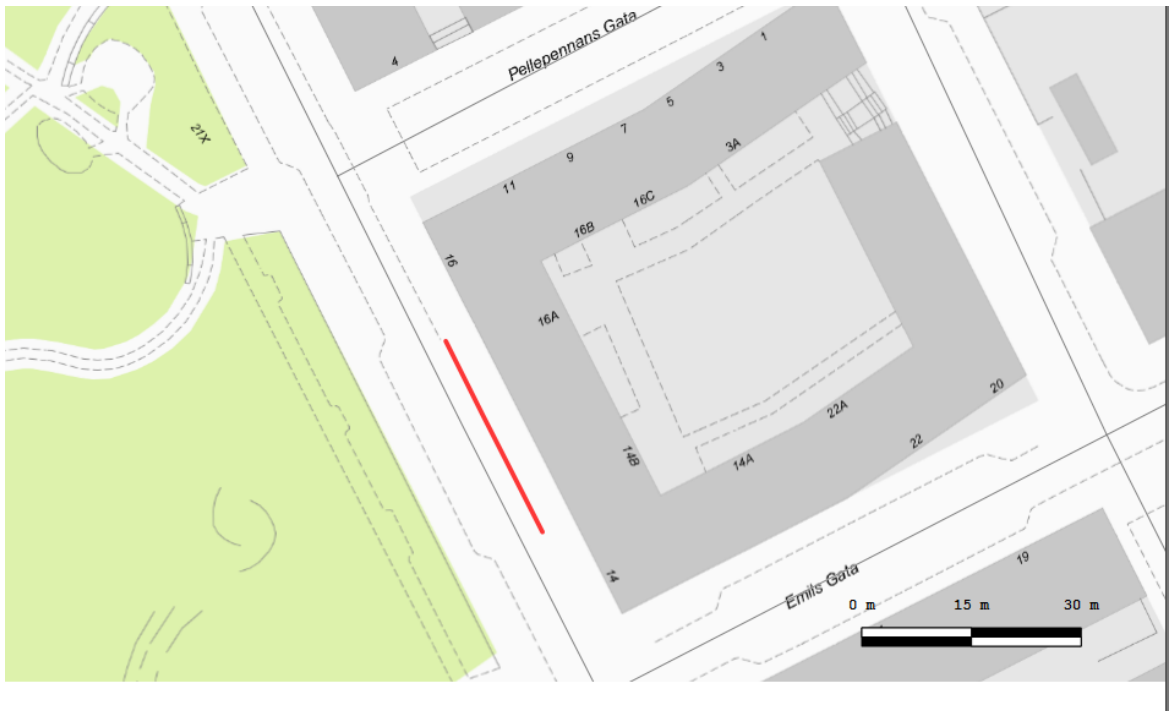 Pellepennans Gata
4
1
3
5
7
9
11
3A
16C
16B
16
16A
21X
14B
14A
22A
22
20
14
Emils Gata
19
0 m 15 m 30 m